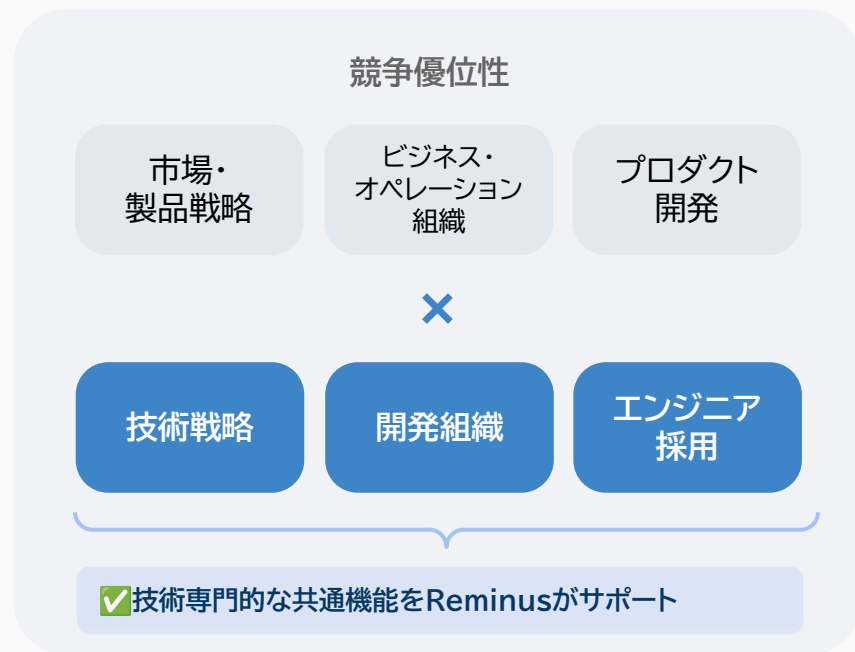 競争優位性
市場・
製品戦略
ビジネス・
オペレーション
組織
プロダクト
開発
×
技術戦略
開発組織
エンジニア
採用
✅技術専門的な共通機能をReminusがサポート